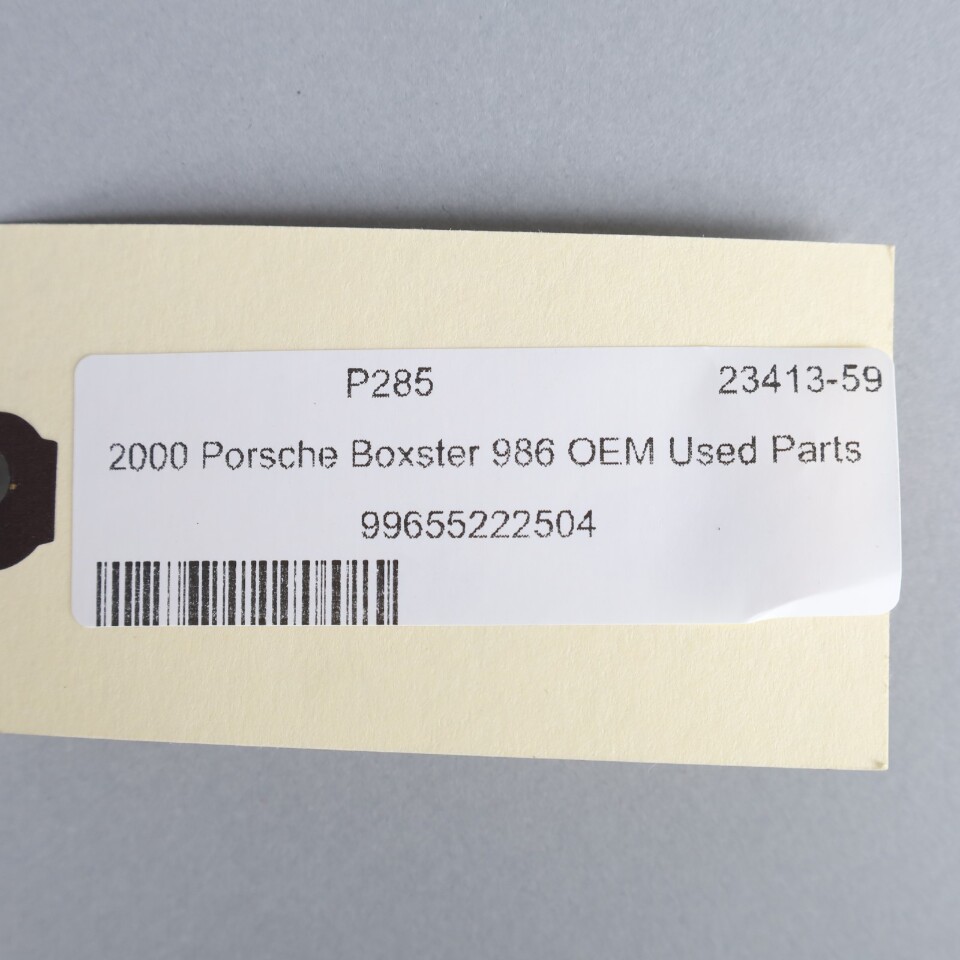 P285 23413-59
2000 Porsche Boxster 986 OEM Used Parts
99655222504